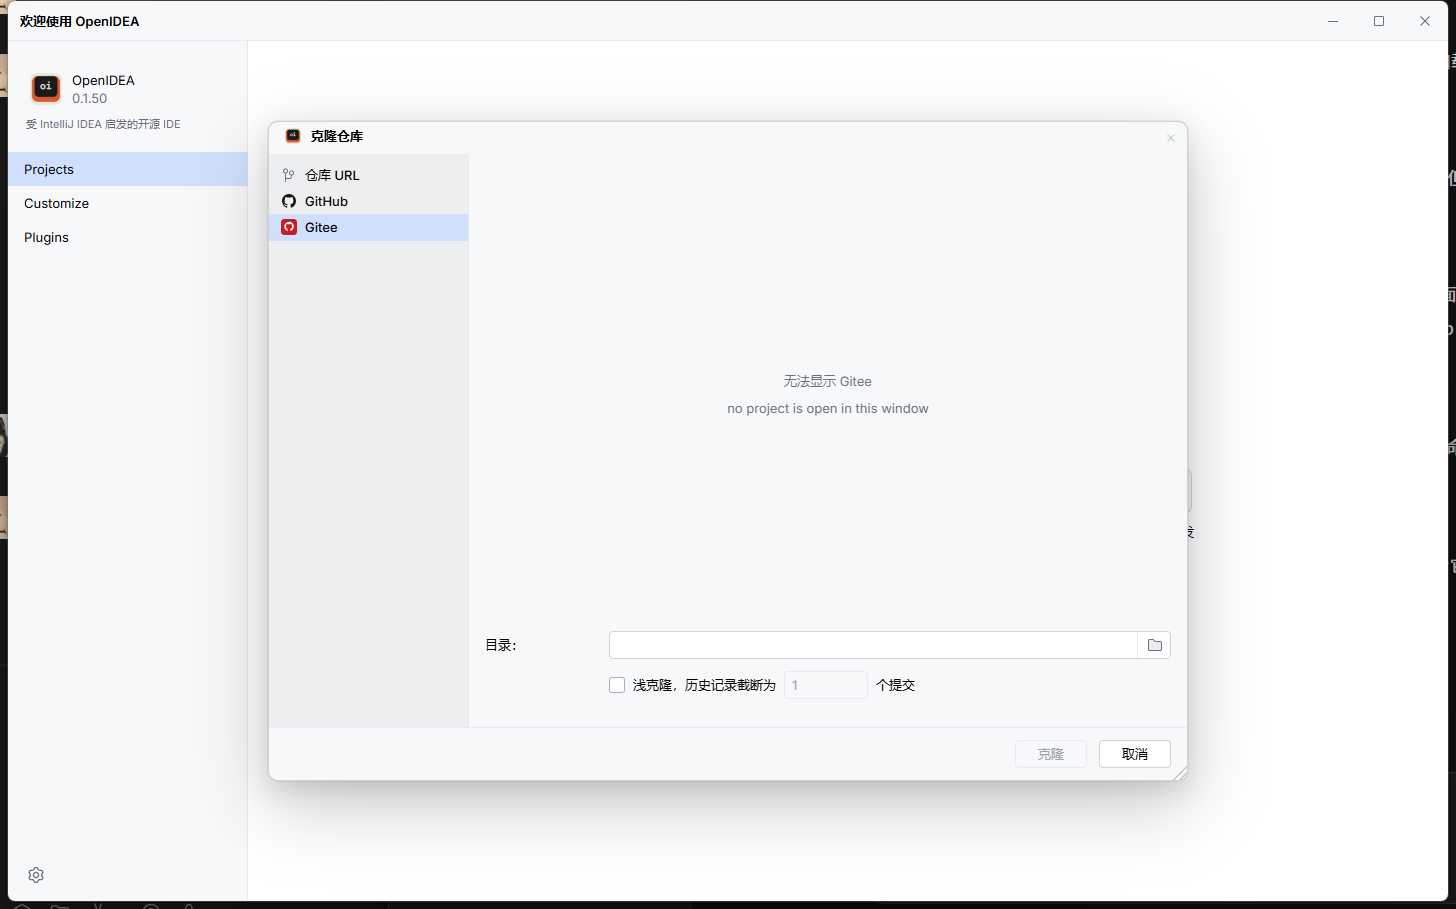 欢迎使用 OpenIDEA
oi
OpenIDEA
0.1.50
受 IntelliJ IDEA 启发的开源 IDE
Projects
Customize
Plugins
克隆仓库
仓库 URL
GitHub
Gitee
无法显示 Gitee
no project is open in this window
目录：
浅克隆，历史记录截断为 1 个提交
克隆
取消